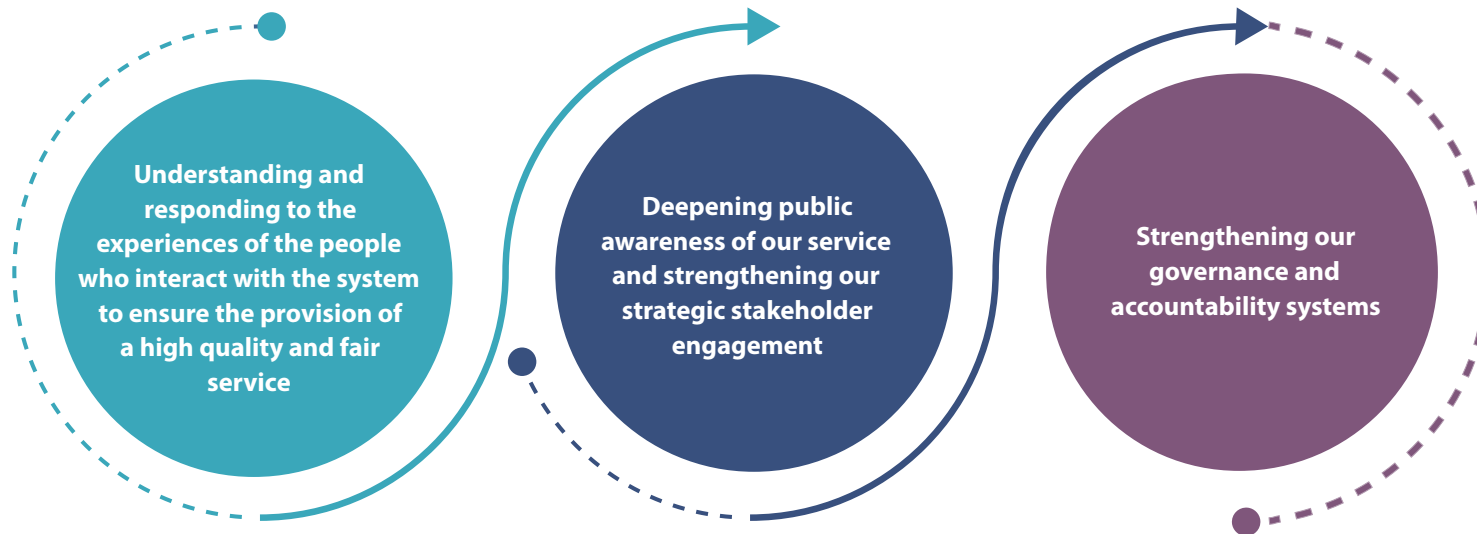 Understanding and
responding to the
experiences of the people
who interact with the system
to ensure the provision of
a high quality and fair
service
Deepening public
awareness of our service
and strengthening our
strategic stakeholder
engagement
Strengthening our
governance and
accountability systems